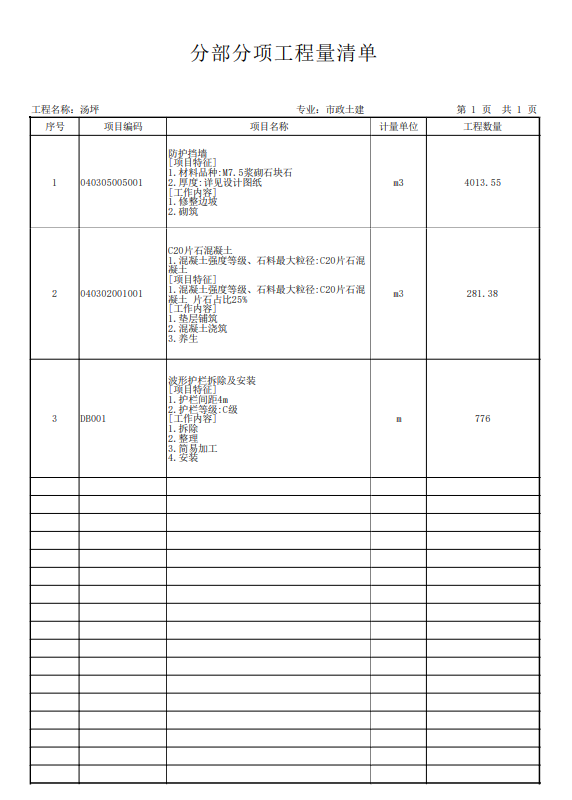 分部分项工程量清单
工程名称：汤坪 专业：市政土建 第 1 页 共 1 页
序号 项目编码 项目名称 计量单位 工程数量
1 040305005001 防护挡墙 m3 4013.55
[项目特征]
1.材料品种:M7.5浆砌石块石
2.厚度:详见设计图纸
[工作内容]
1.修整边坡
2.砌筑
2 040302001001 C20片石混凝土 m3 281.38
1.混凝土强度等级、石料最大粒径:C20片石混
凝土
[项目特征]
1.混凝土强度等级、石料最大粒径:C20片石混
凝土 片石占比25%
[工作内容]
1.垫层铺筑
2.混凝土浇筑
3.养生
3 DB001 波形护栏拆除及安装 m 776
[项目特征]
1.护栏间距4m
2.护栏等级:C级
[工作内容]
1.拆除
2.整理
3.简易加工
4.安装